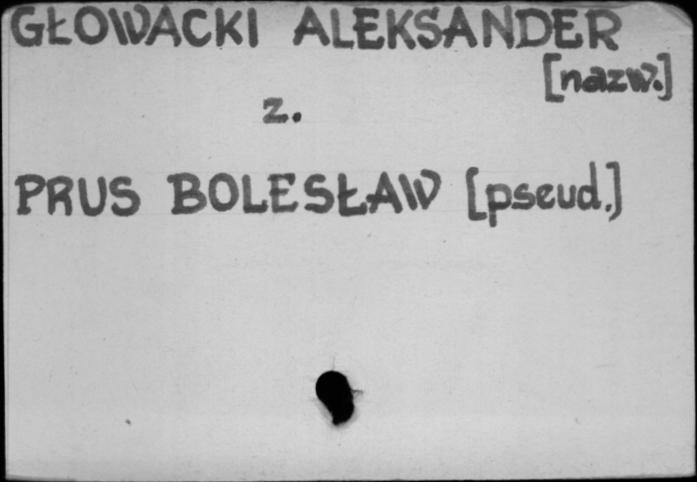 GŁOWACKI ALEKSANDER
[nazw.]
z.
PRUS BOLESŁAW [pseud.]